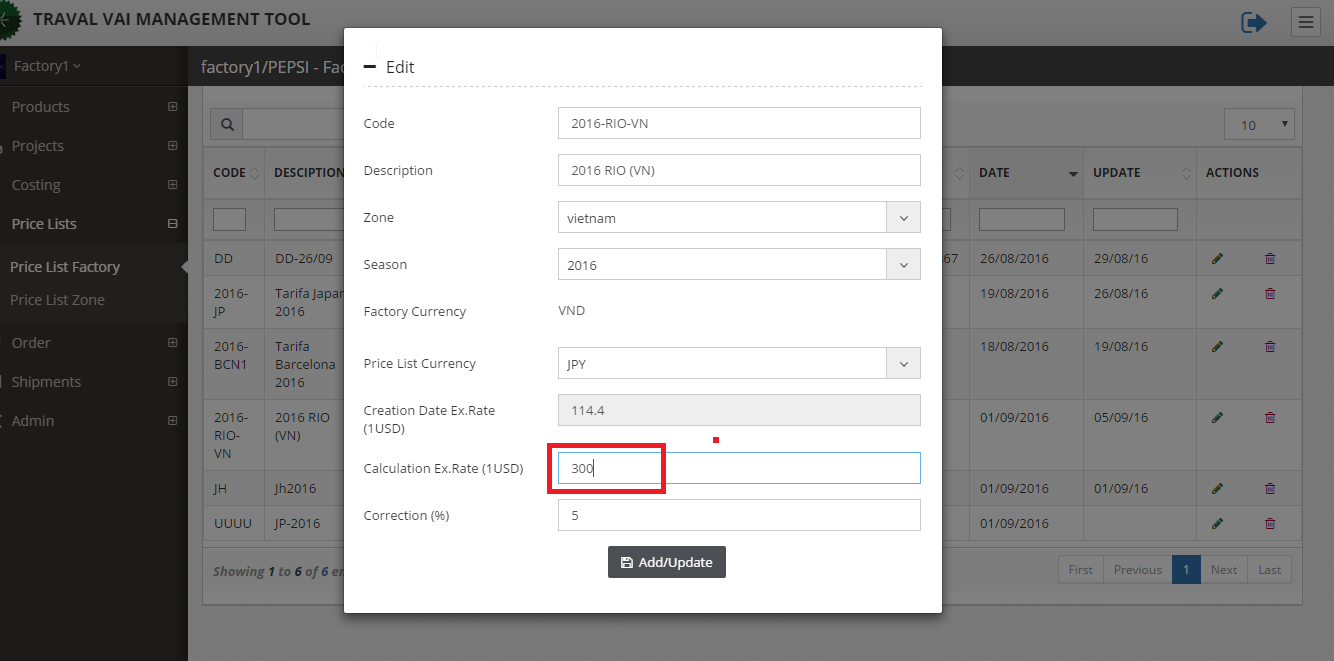 TRAVAL VAI MANAGEMENT TOOL
Factory1
factory1/PEPSI - Fac
Products
Projects
Costing
Price Lists
Price List Factory
Price List Zone
Order
Shipments
Admin
10
CODE DESCIPTION DATE UPDATE ACTIONS
DD DD-26/09 67 26/08/2016 29/08/16
2016-JP Tarifa Japan 2016 19/08/2016 26/08/16
2016-BCN1 Tarifa Barcelona 2016 18/08/2016 19/08/16
2016-RIO-VN 2016 RIO (VN) 01/09/2016 05/09/16
JH Jh2016 01/09/2016 01/09/16
UUUU JP-2016 01/09/2016
Showing 1 to 6 of 6 en
First Previous 1 Next Last
Edit
Code 2016-RIO-VN
Description 2016 RIO (VN)
Zone vietnam
Season 2016
Factory Currency VND
Price List Currency JPY
Creation Date Ex.Rate
(1USD)
114.4
Calculation Ex.Rate (1USD) 300
Correction (%) 5
Add/Update